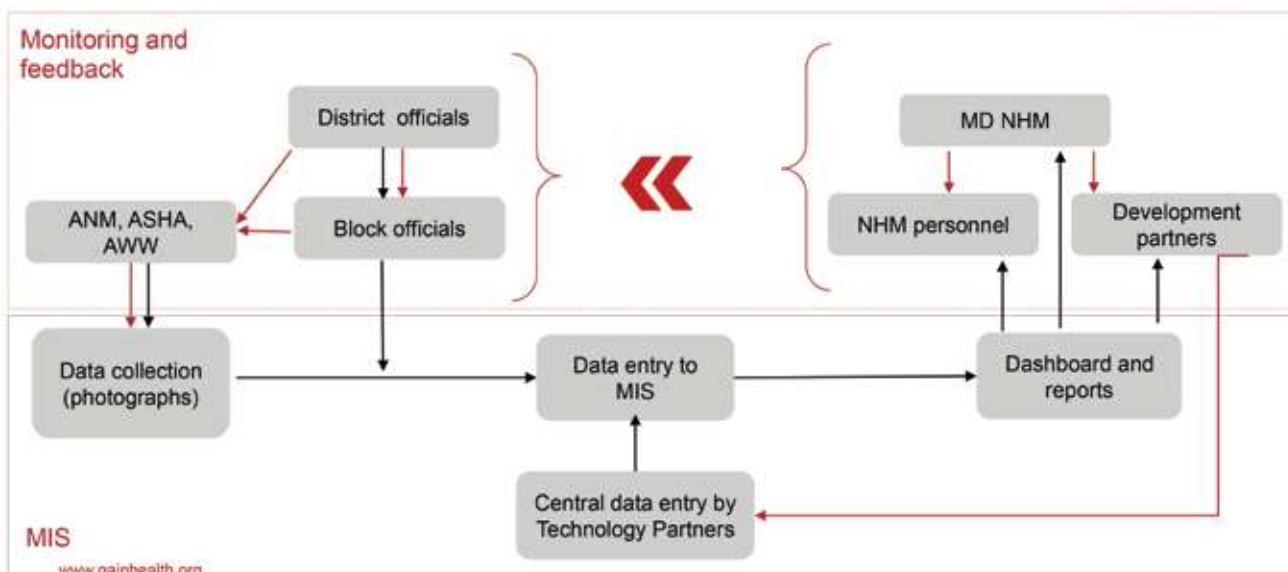 Monitoring and
feedback
District officials
MD NHM
ANM, ASHA,
AWW
Block officials
NHM personnel
Development
partners
Data collection
(photographs)
Data entry to
MIS
Dashboard and
reports
Central data entry by
Technology Partners
MIS
www.gainhealth.org